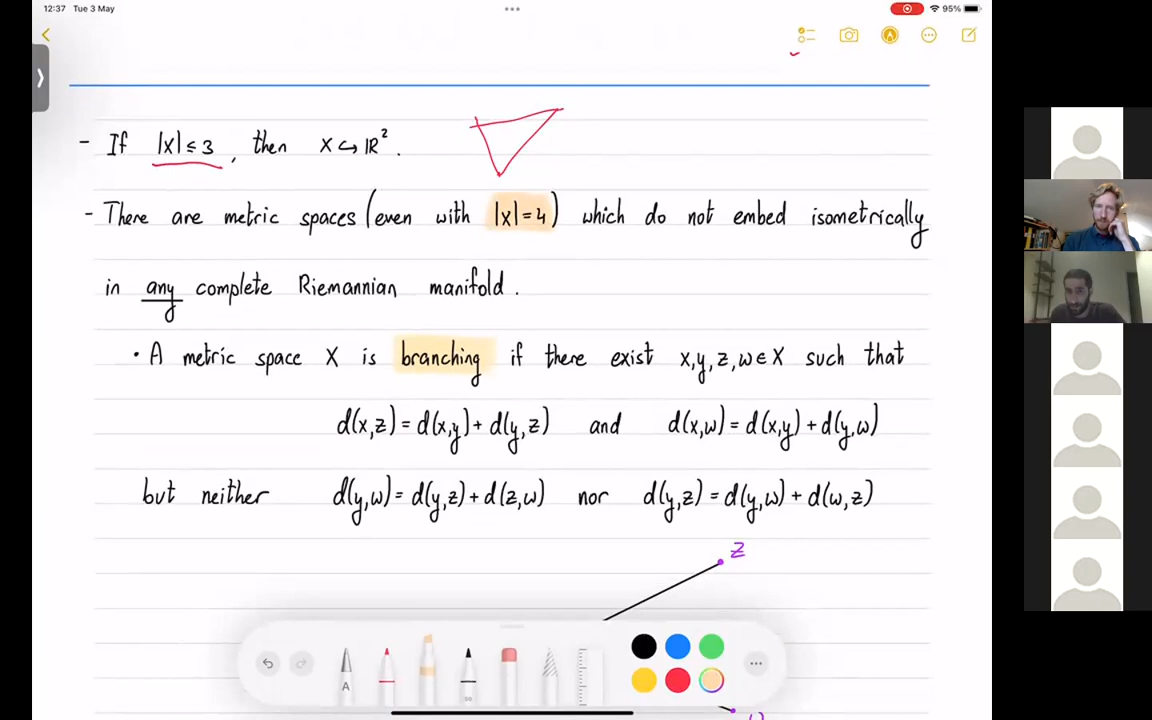 12:37 Tue 3 May
95%
- If |X| ≤ 3, then X ↪ ℝ².
- There are metric spaces (even with |X|=4) which do not embed isometrically
in any complete Riemannian manifold.
• A metric space X is branching if there exist x,y,z,w ∈ X such that
d(x,z) = d(x,y) + d(y,z) and d(x,w) = d(x,y) + d(y,w)
but neither d(y,w) = d(y,z) + d(z,w) nor d(y,z) = d(y,w) + d(w,z)
z
A